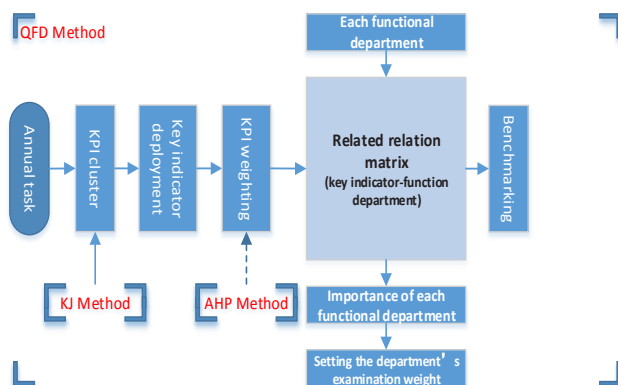 QFD Method
Each functional
department
Annual task
KPI cluster
Key indicator
deployment
KPI weighting
Related relation
matrix
(key indicator-function
department)
Benchmarking
KJ Method
AHP Method
Importance of each
functional department
Setting the department's
examination weight